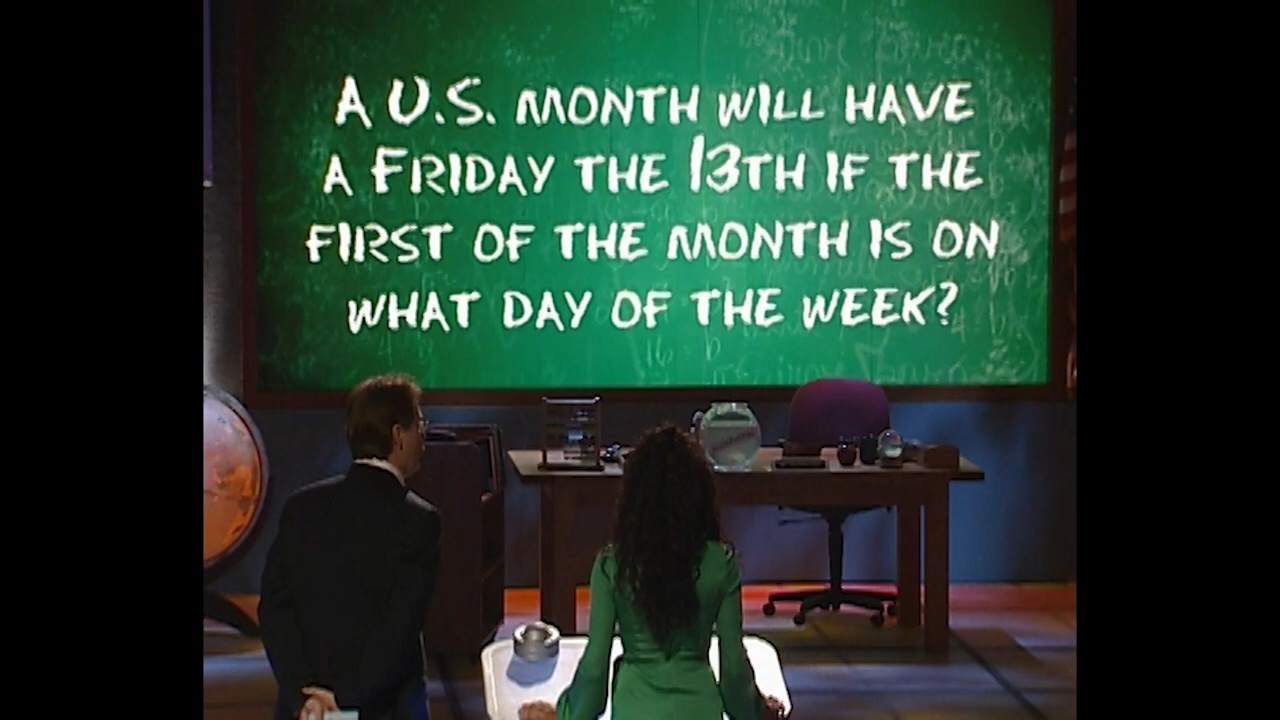 A U.S. MONTH WILL HAVE
A FRIDAY THE 13TH IF THE
FIRST OF THE MONTH IS ON
WHAT DAY OF THE WEEK?